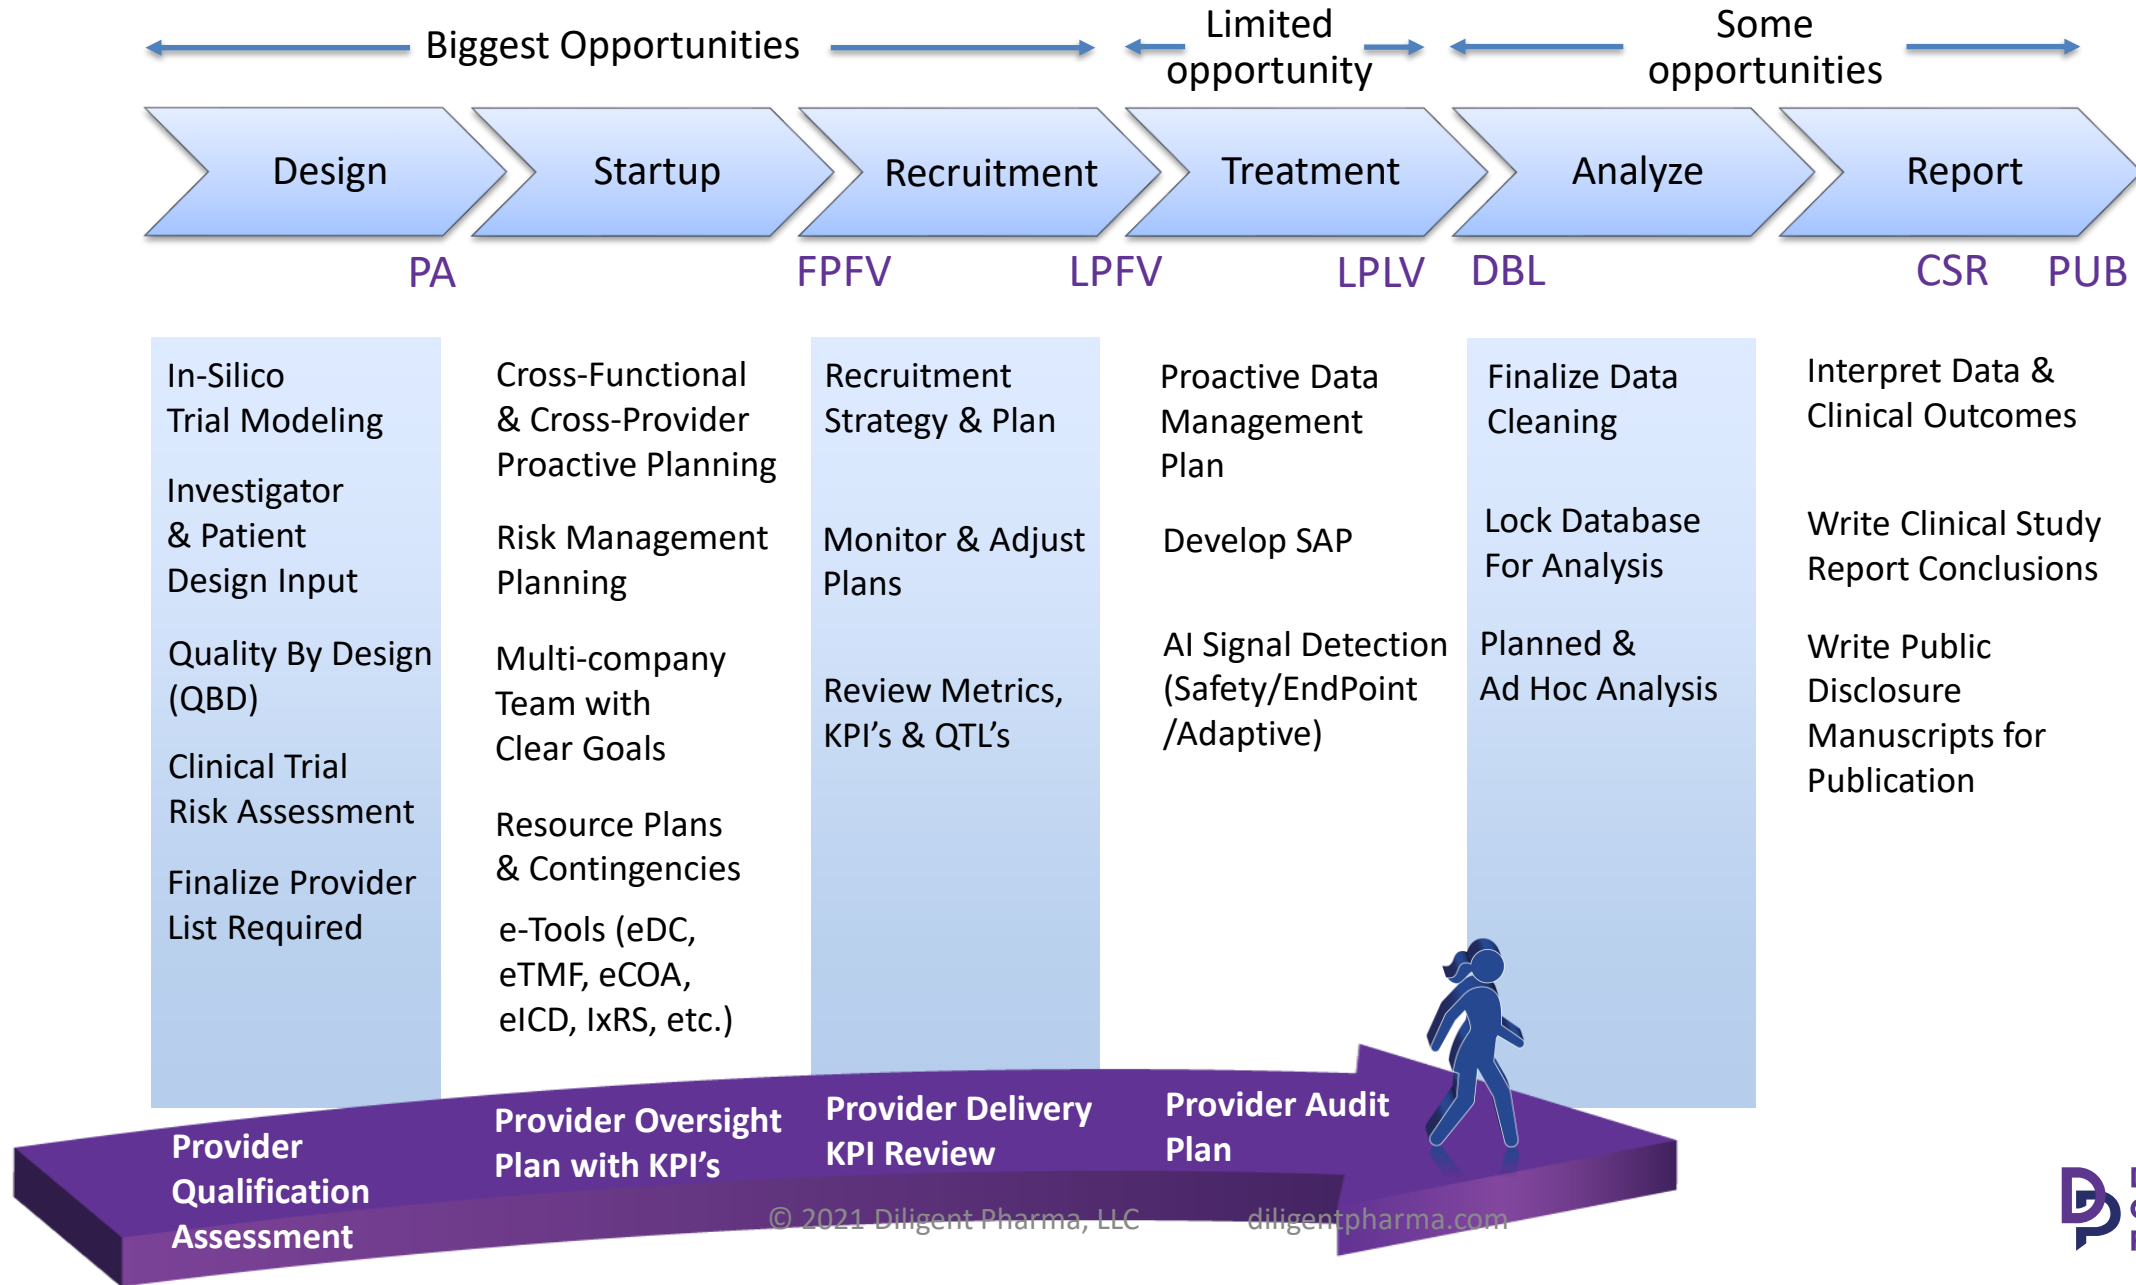 Biggest Opportunities
Limited
opportunity
Some
opportunities
Design
Startup
Recruitment
Treatment
Analyze
Report
PA
FPFV
LPFV
LPLV
DBL
CSR
PUB
In-Silico
Trial Modeling
Investigator
& Patient
Design Input
Quality By Design
(QBD)
Clinical Trial
Risk Assessment
Finalize Provider
List Required
Cross-Functional
& Cross-Provider
Proactive Planning
Risk Management
Planning
Multi-company
Team with
Clear Goals
Resource Plans
& Contingencies
e-Tools (eDC,
eTMF, eCOA,
eICD, IxRS, etc.)
Recruitment
Strategy & Plan
Monitor & Adjust
Plans
Review Metrics,
KPI’s & QTL’s
Proactive Data
Management
Plan
Develop SAP
AI Signal Detection
(Safety/EndPoint
/Adaptive)
Finalize Data
Cleaning
Lock Database
For Analysis
Planned &
Ad Hoc Analysis
Interpret Data &
Clinical Outcomes
Write Clinical Study
Report Conclusions
Write Public
Disclosure
Manuscripts for
Publication
Provider
Qualification
Assessment
Provider Oversight
Plan with KPI’s
Provider Delivery
KPI Review
Provider Audit
Plan
© 2021 Diligent Pharma, LLC
diligentpharma.com